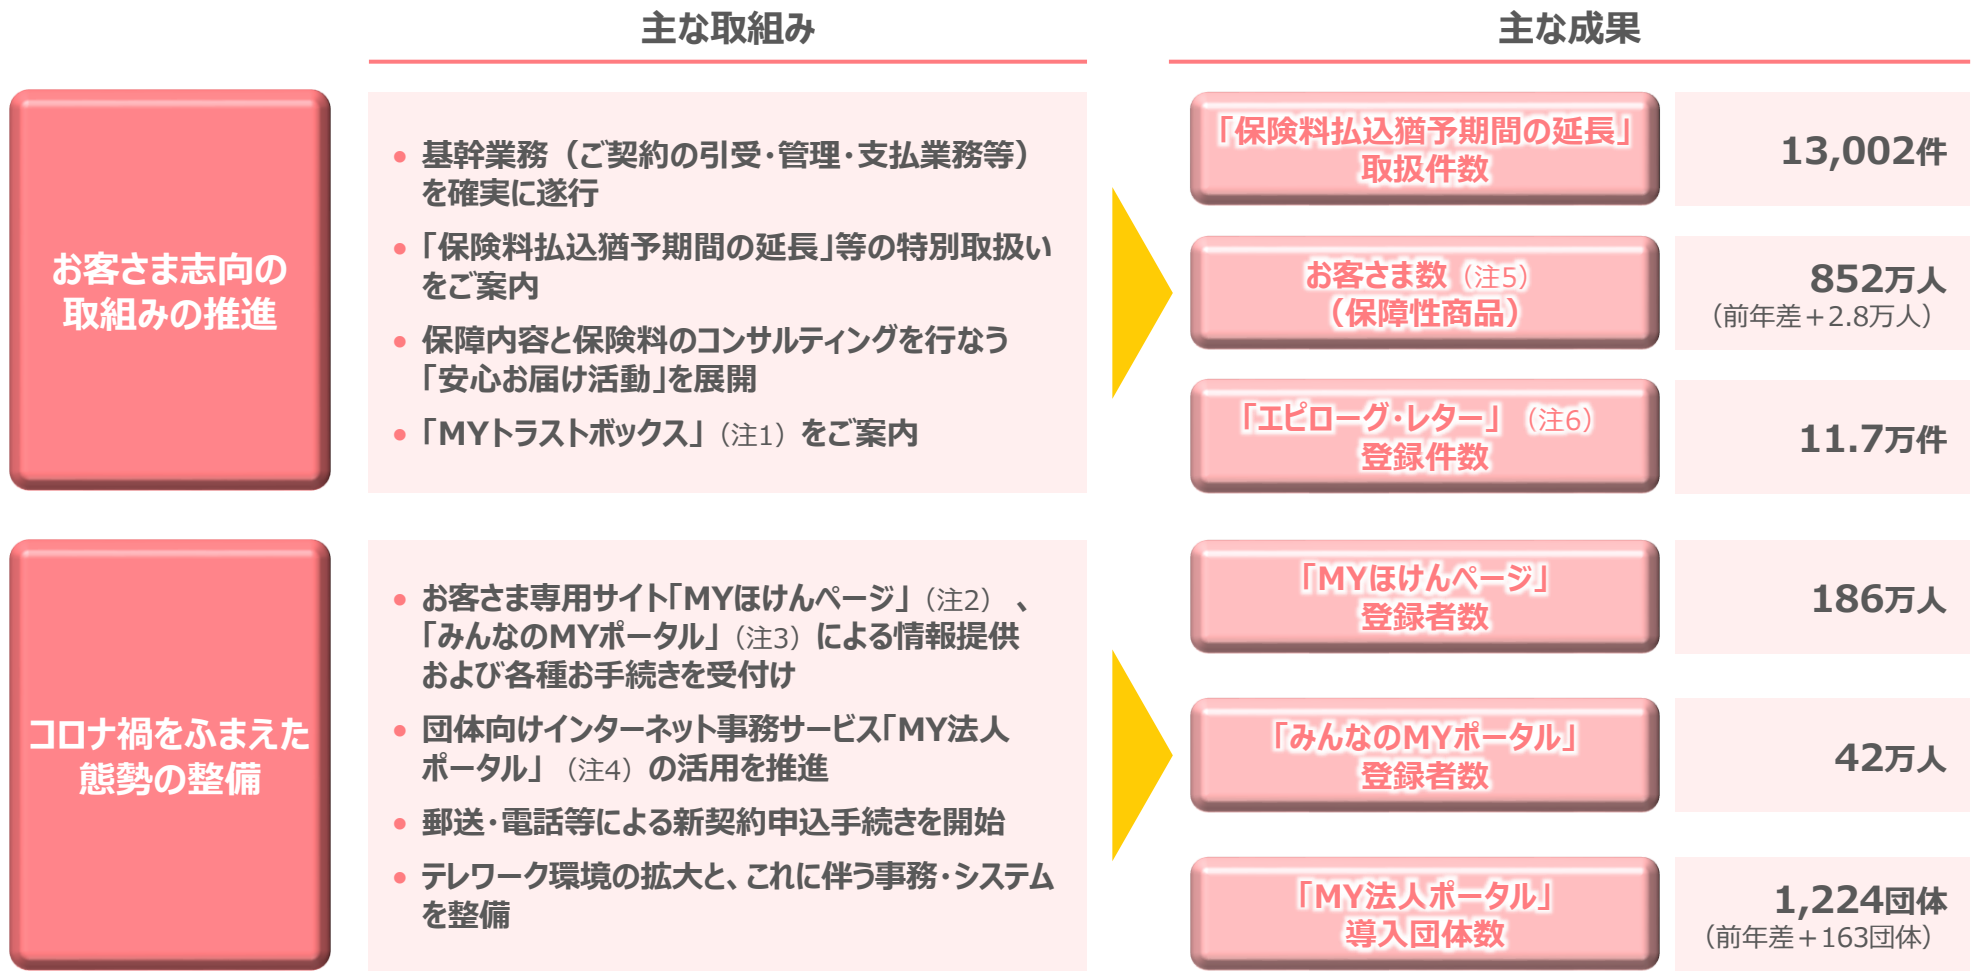 主な取組み
主な成果
お客さま志向の
取組みの推進
• 基幹業務（ご契約の引受・管理・支払業務等）
を確実に遂行
• 「保険料払込猶予期間の延長」等の特別取扱い
をご案内
• 保障内容と保険料のコンサルティングを行なう
「安心お届け活動」を展開
• 「MYトラストボックス」（注1）をご案内
「保険料払込猶予期間の延長」
取扱件数
13,002件
お客さま数（注5）
（保障性商品）
852万人
（前年差＋2.8万人）
「エピローグ・レター」（注6）
登録件数
11.7万件
コロナ禍をふまえた
態勢の整備
• お客さま専用サイト「MYほけんページ」（注2）、
「みんなのMYポータル」（注3）による情報提供
および各種お手続きを受付け
• 団体向けインターネット事務サービス「MY法人
ポータル」（注4）の活用を推進
• 郵送・電話等による新契約申込手続きを開始
• テレワーク環境の拡大と、これに伴う事務・システム
を整備
「MYほけんページ」
登録者数
186万人
「みんなのMYポータル」
登録者数
42万人
「MY法人ポータル」
導入団体数
1,224団体
（前年差＋163団体）